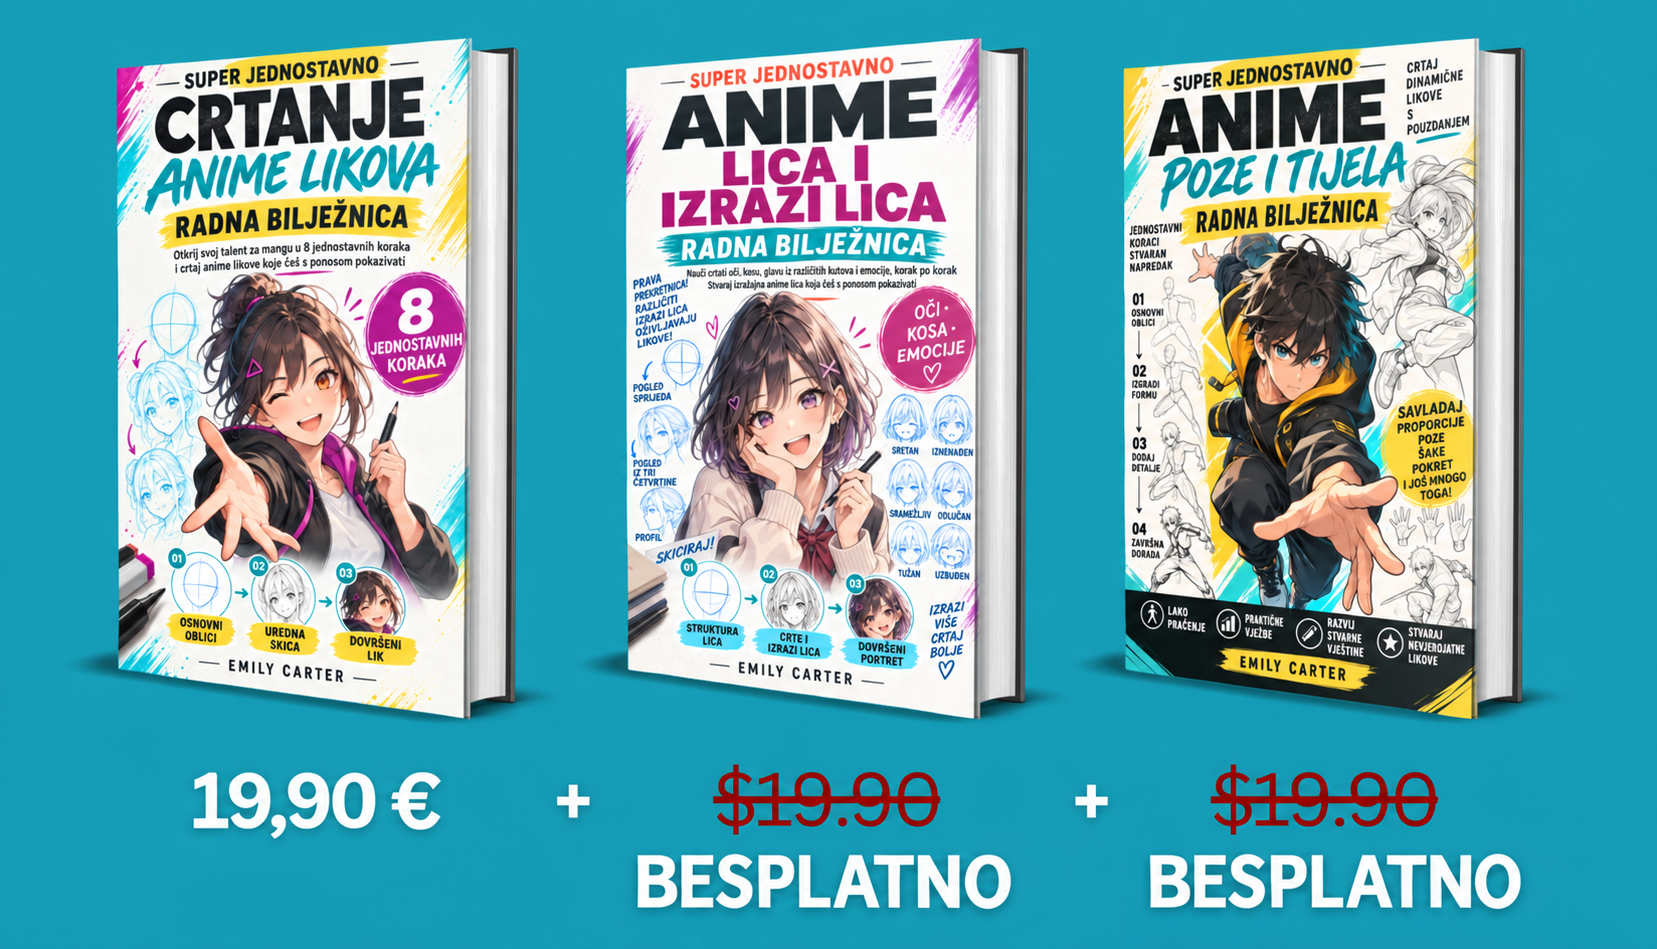 SUPER JEDNOSTAVNO
CRTANJE
ANIME LIKOVA
RADNA BILJEŽNICA
Otkrij svoj talent za mangu u 8 jednostavnih koraka
i crtaj anime likove koje ćeš s ponosom pokazivati
8
JEDNOSTAVNIH
KORAKA
01
OSNOVNI
OBLICI
02
UREDNA
SKICA
03
DOVRŠENI
LIK
EMILY CARTER
SUPER JEDNOSTAVNO
ANIME
LICA I
IZRAZI LICA
RADNA BILJEŽNICA
Nauči crtati oči, kosu, glavu iz različitih kutova i emocije, korak po korak
Stvaraj izražajna anime lica koja ćeš s ponosom pokazivati
PRAVA
PREKRETNICA!
RAZLIČITI
IZRAZI LICA
OŽIVLJAVAJU
LIKOVE!
OČI •
KOSA •
EMOCIJE
POGLED
SPRIJEDA
POGLED
IZ TRI
ČETVRTINE
PROFIL
SRETAN
IZNENAĐEN
SRAMEŽLJIV
ODLUČAN
TUŽAN
UZBUĐEN
SKICIRAJ!
01
STRUKTURA
LICA
02
CRTE I
IZRAZI LICA
03
DOVRŠENI
PORTRET
IZRAZI
VIŠE
CRTAJ
BOLJE
EMILY CARTER
SUPER JEDNOSTAVNO
ANIME
POZE I TIJELA
RADNA BILJEŽNICA
CRTAJ
DINAMIČNE
LIKOVE
S
POUZDANJEM
JEDNOSTAVNI
KORACI
STVARAN
NAPREDAK
01
OSNOVNI
OBLICI
02
IZGRADI
FORMU
03
DODAJ
DETALJE
04
ZAVRŠNA
DORADA
SAVLADAJ
PROPORCIJE
POZE
ŠAKE
POKRET
I JOŠ MNOGO
TOGA!
LAKO
PRAĆENJE
PRAKTIČNE
VJEŽBE
RAZVIJ
STVARNE
VJEŠTINE
STVARAJ
NEVJEROJATNE
LIKOVE
EMILY CARTER
19,90 € + $19.90 + $19.90
BESPLATNO BESPLATNO